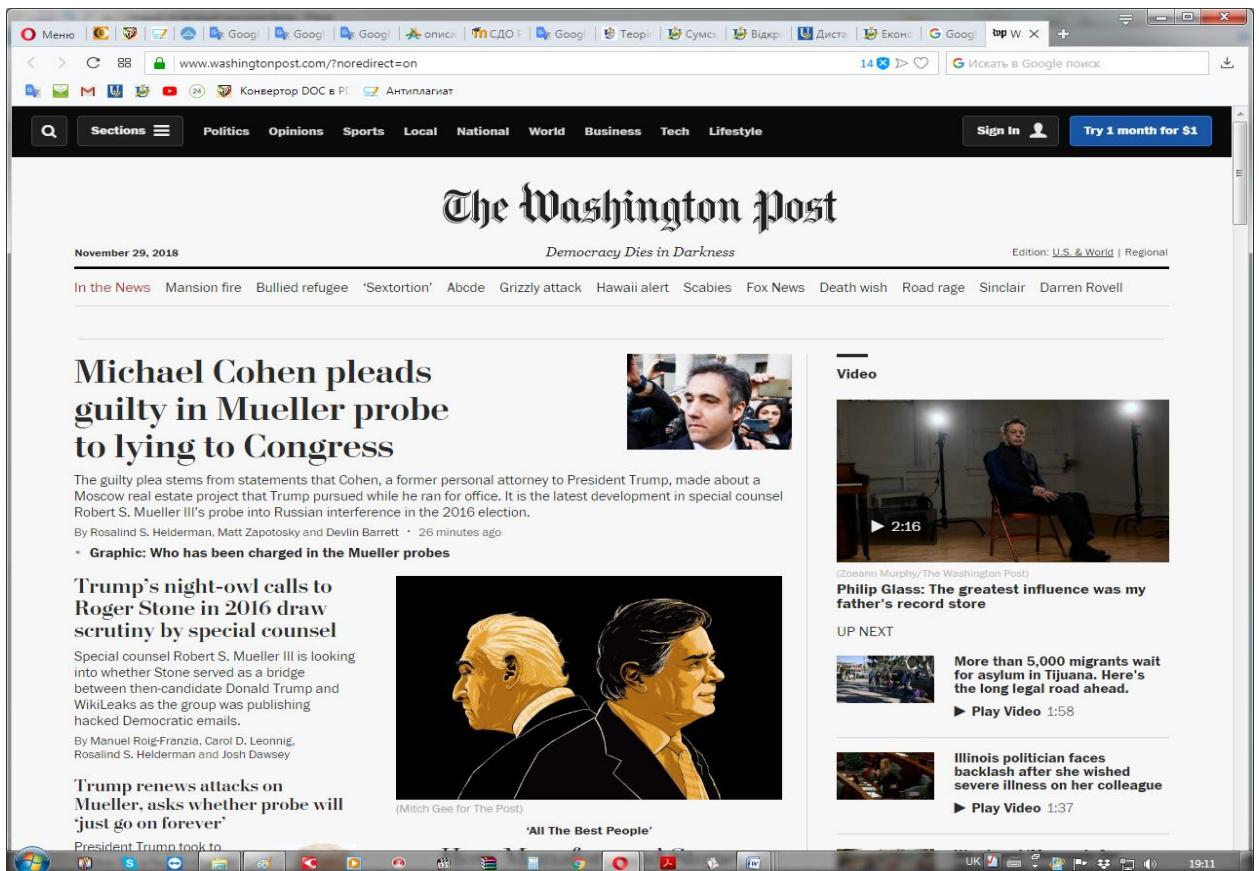 Меню
Googl
Googl
Googl
описа
СДО Р
Googl
Теорі
Сумсь
Відкри
Диста
Еконо
Goog
wp W
www.washingtonpost.com/?noredirect=on
14
Искать в Google поиск
24
Конвертор DOC в PD
Антиплагиат
Sections
Politics Opinions Sports Local National World Business Tech Lifestyle
Sign In
Try 1 month for $1
The Washington Post
November 29, 2018
Democracy Dies in Darkness
Edition: U.S. & World | Regional
In the News Mansion fire Bullied refugee ‘Sextortion’ Abcde Grizzly attack Hawaii alert Scabies Fox News Death wish Road rage Sinclair Darren Rovell
Michael Cohen pleads
guilty in Mueller probe
to lying to Congress
The guilty plea stems from statements that Cohen, a former personal attorney to President Trump, made about a
Moscow real estate project that Trump pursued while he ran for office. It is the latest development in special counsel
Robert S. Mueller III’s probe into Russian interference in the 2016 election.
By Rosalind S. Helderman, Matt Zapotosky and Devlin Barrett • 26 minutes ago
• Graphic: Who has been charged in the Mueller probes
Trump’s night-owl calls to
Roger Stone in 2016 draw
scrutiny by special counsel
Special counsel Robert S. Mueller III is looking
into whether Stone served as a bridge
between then-candidate Donald Trump and
WikiLeaks as the group was publishing
hacked Democratic emails.
By Manuel Roig-Franzia, Carol D. Leonnig,
Rosalind S. Helderman and Josh Dawsey
Trump renews attacks on
Mueller, asks whether probe will
‘just go on forever’
President Trump took to
(Mitch Gee for The Post)
‘All The Best People’
Video
2:16
(Zoeann Murphy/The Washington Post)
Philip Glass: The greatest influence was my
father’s record store
UP NEXT
More than 5,000 migrants wait
for asylum in Tijuana. Here’s
the long legal road ahead.
Play Video 1:58
Illinois politician faces
backlash after she wished
severe illness on her colleague
Play Video 1:37
UK
19:11